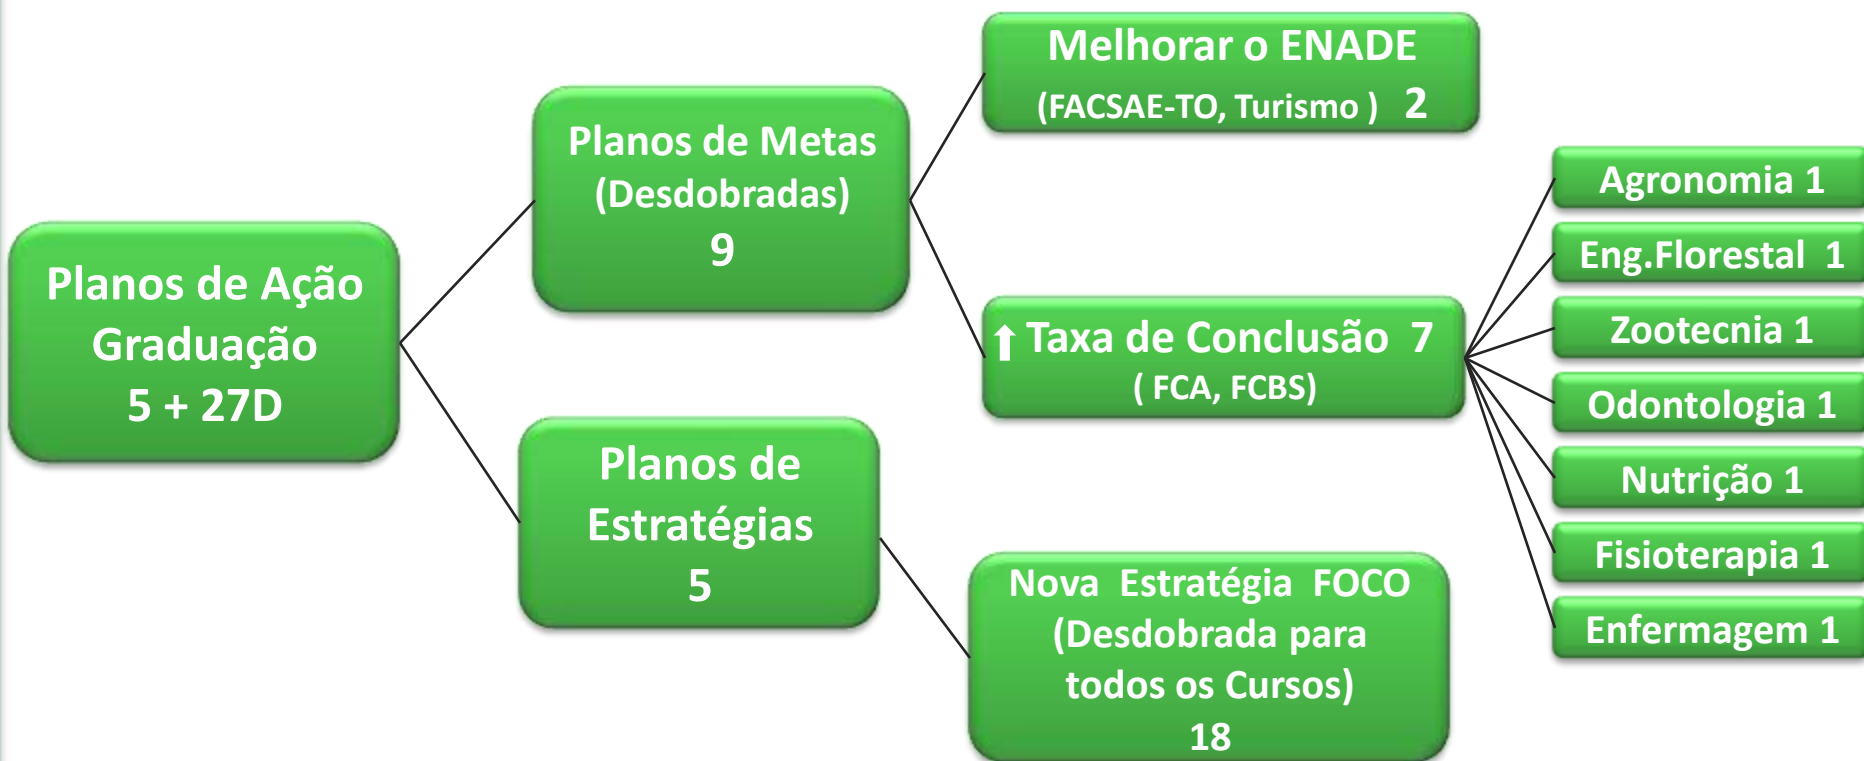 Planos de Ação
Graduação
5 + 27D
Planos de Metas
(Desdobradas)
9
Planos de
Estratégias
5
Melhorar o ENADE
(FACSAE-TO, Turismo ) 2
Taxa de Conclusão 7
( FCA, FCBS)
Nova Estratégia FOCO
(Desdobrada para
todos os Cursos)
18
Agronomia 1
Eng.Florestal 1
Zootecnia 1
Odontologia 1
Nutrição 1
Fisioterapia 1
Enfermagem 1